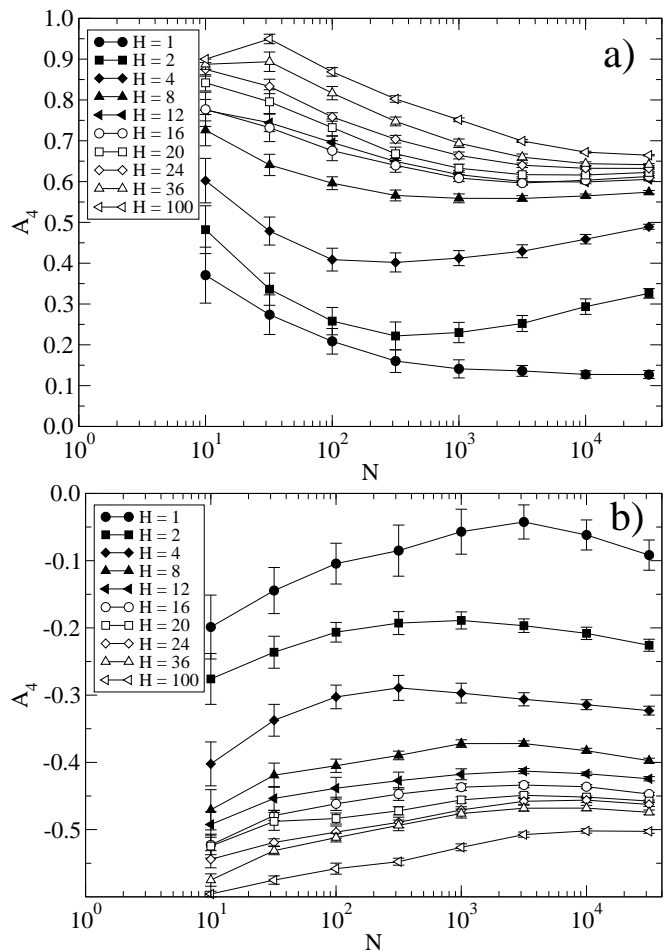 a)
1.0
0.9
0.8
0.7
0.6
0.5
0.4
0.3
0.2
0.1
0.0
A4
H = 1
H = 2
H = 4
H = 8
H = 12
H = 16
H = 20
H = 24
H = 36
H = 100
10^0 10^1 10^2 10^3 10^4
N
b)
0.0
-0.1
-0.2
-0.3
-0.4
-0.5
A4
H = 1
H = 2
H = 4
H = 8
H = 12
H = 16
H = 20
H = 24
H = 36
H = 100
10^0 10^1 10^2 10^3 10^4
N